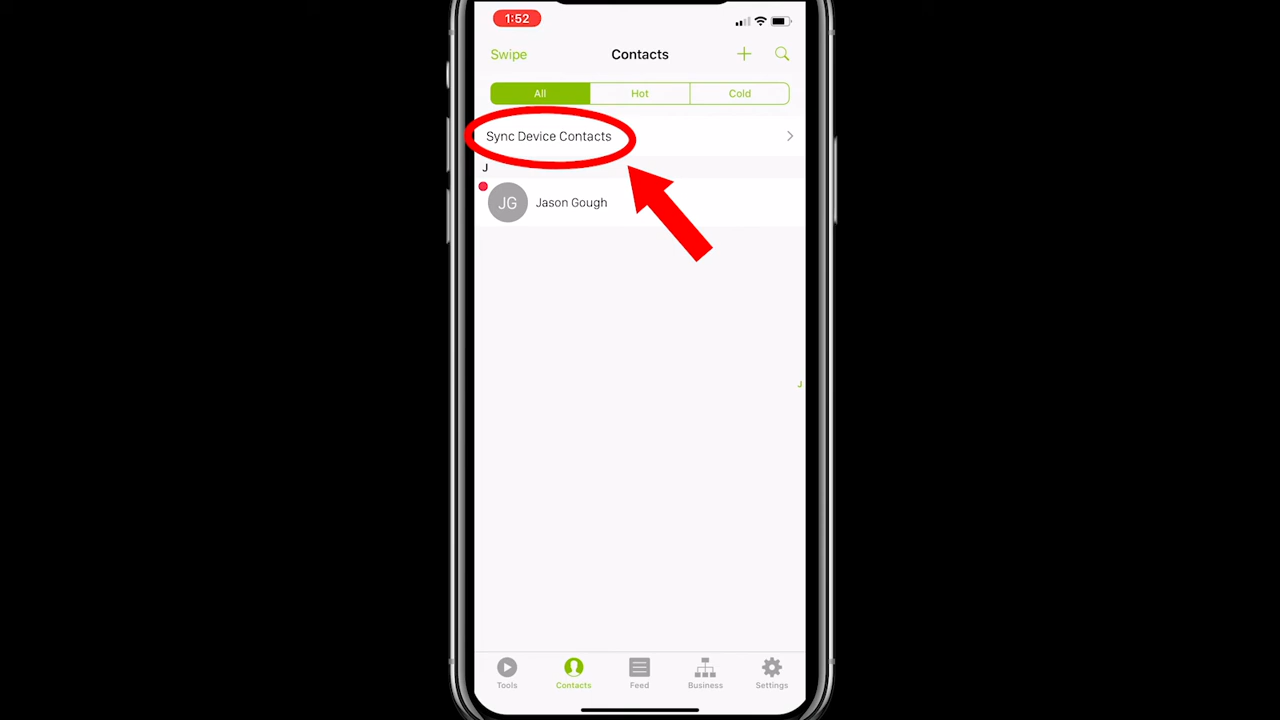 1:52
Swipe Contacts
All Hot Cold
Sync Device Contacts
J
JG Jason Gough
J
Tools Contacts Feed Business Settings